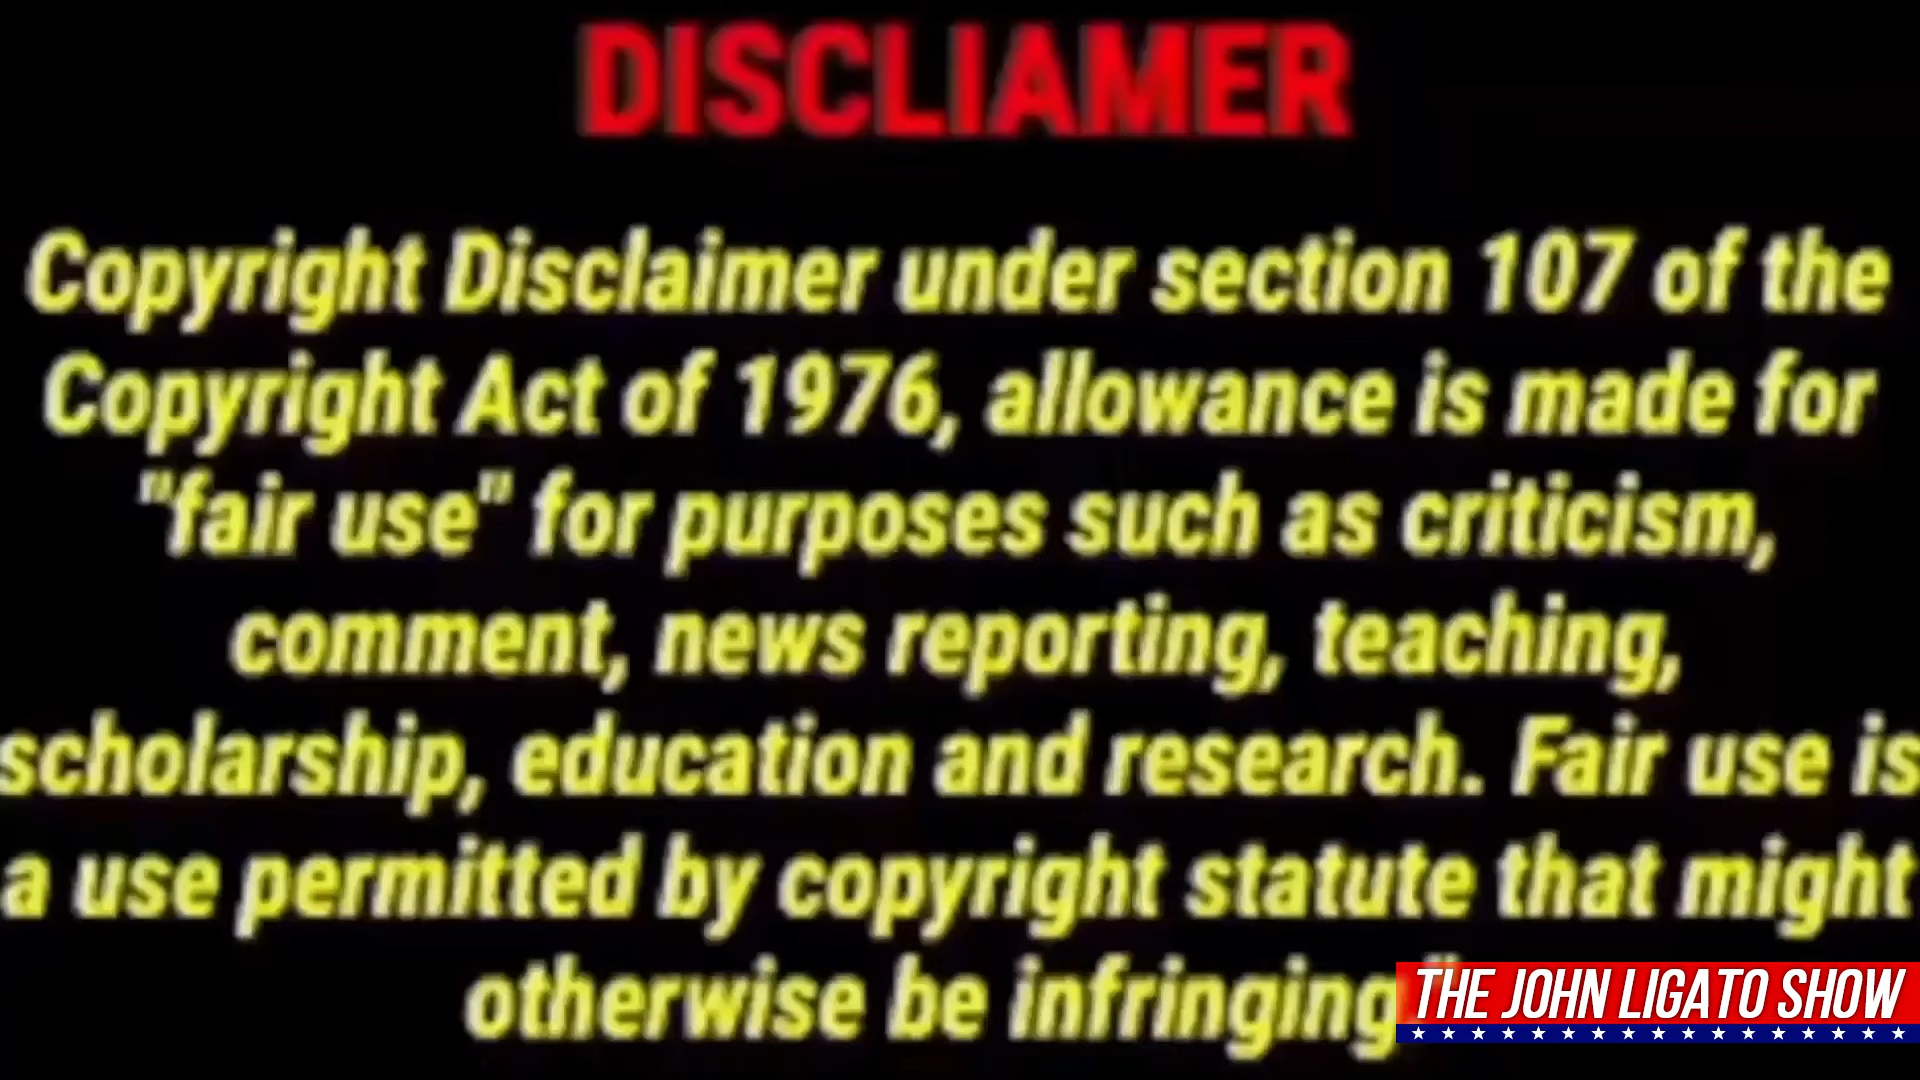 DISCLIAMER
Copyright Disclaimer under section 107 of the
Copyright Act of 1976, allowance is made for
"fair use" for purposes such as criticism,
comment, news reporting, teaching,
scholarship, education and research. Fair use is
a use permitted by copyright statute that might
otherwise be infringing"
THE JOHN LIGATO SHOW